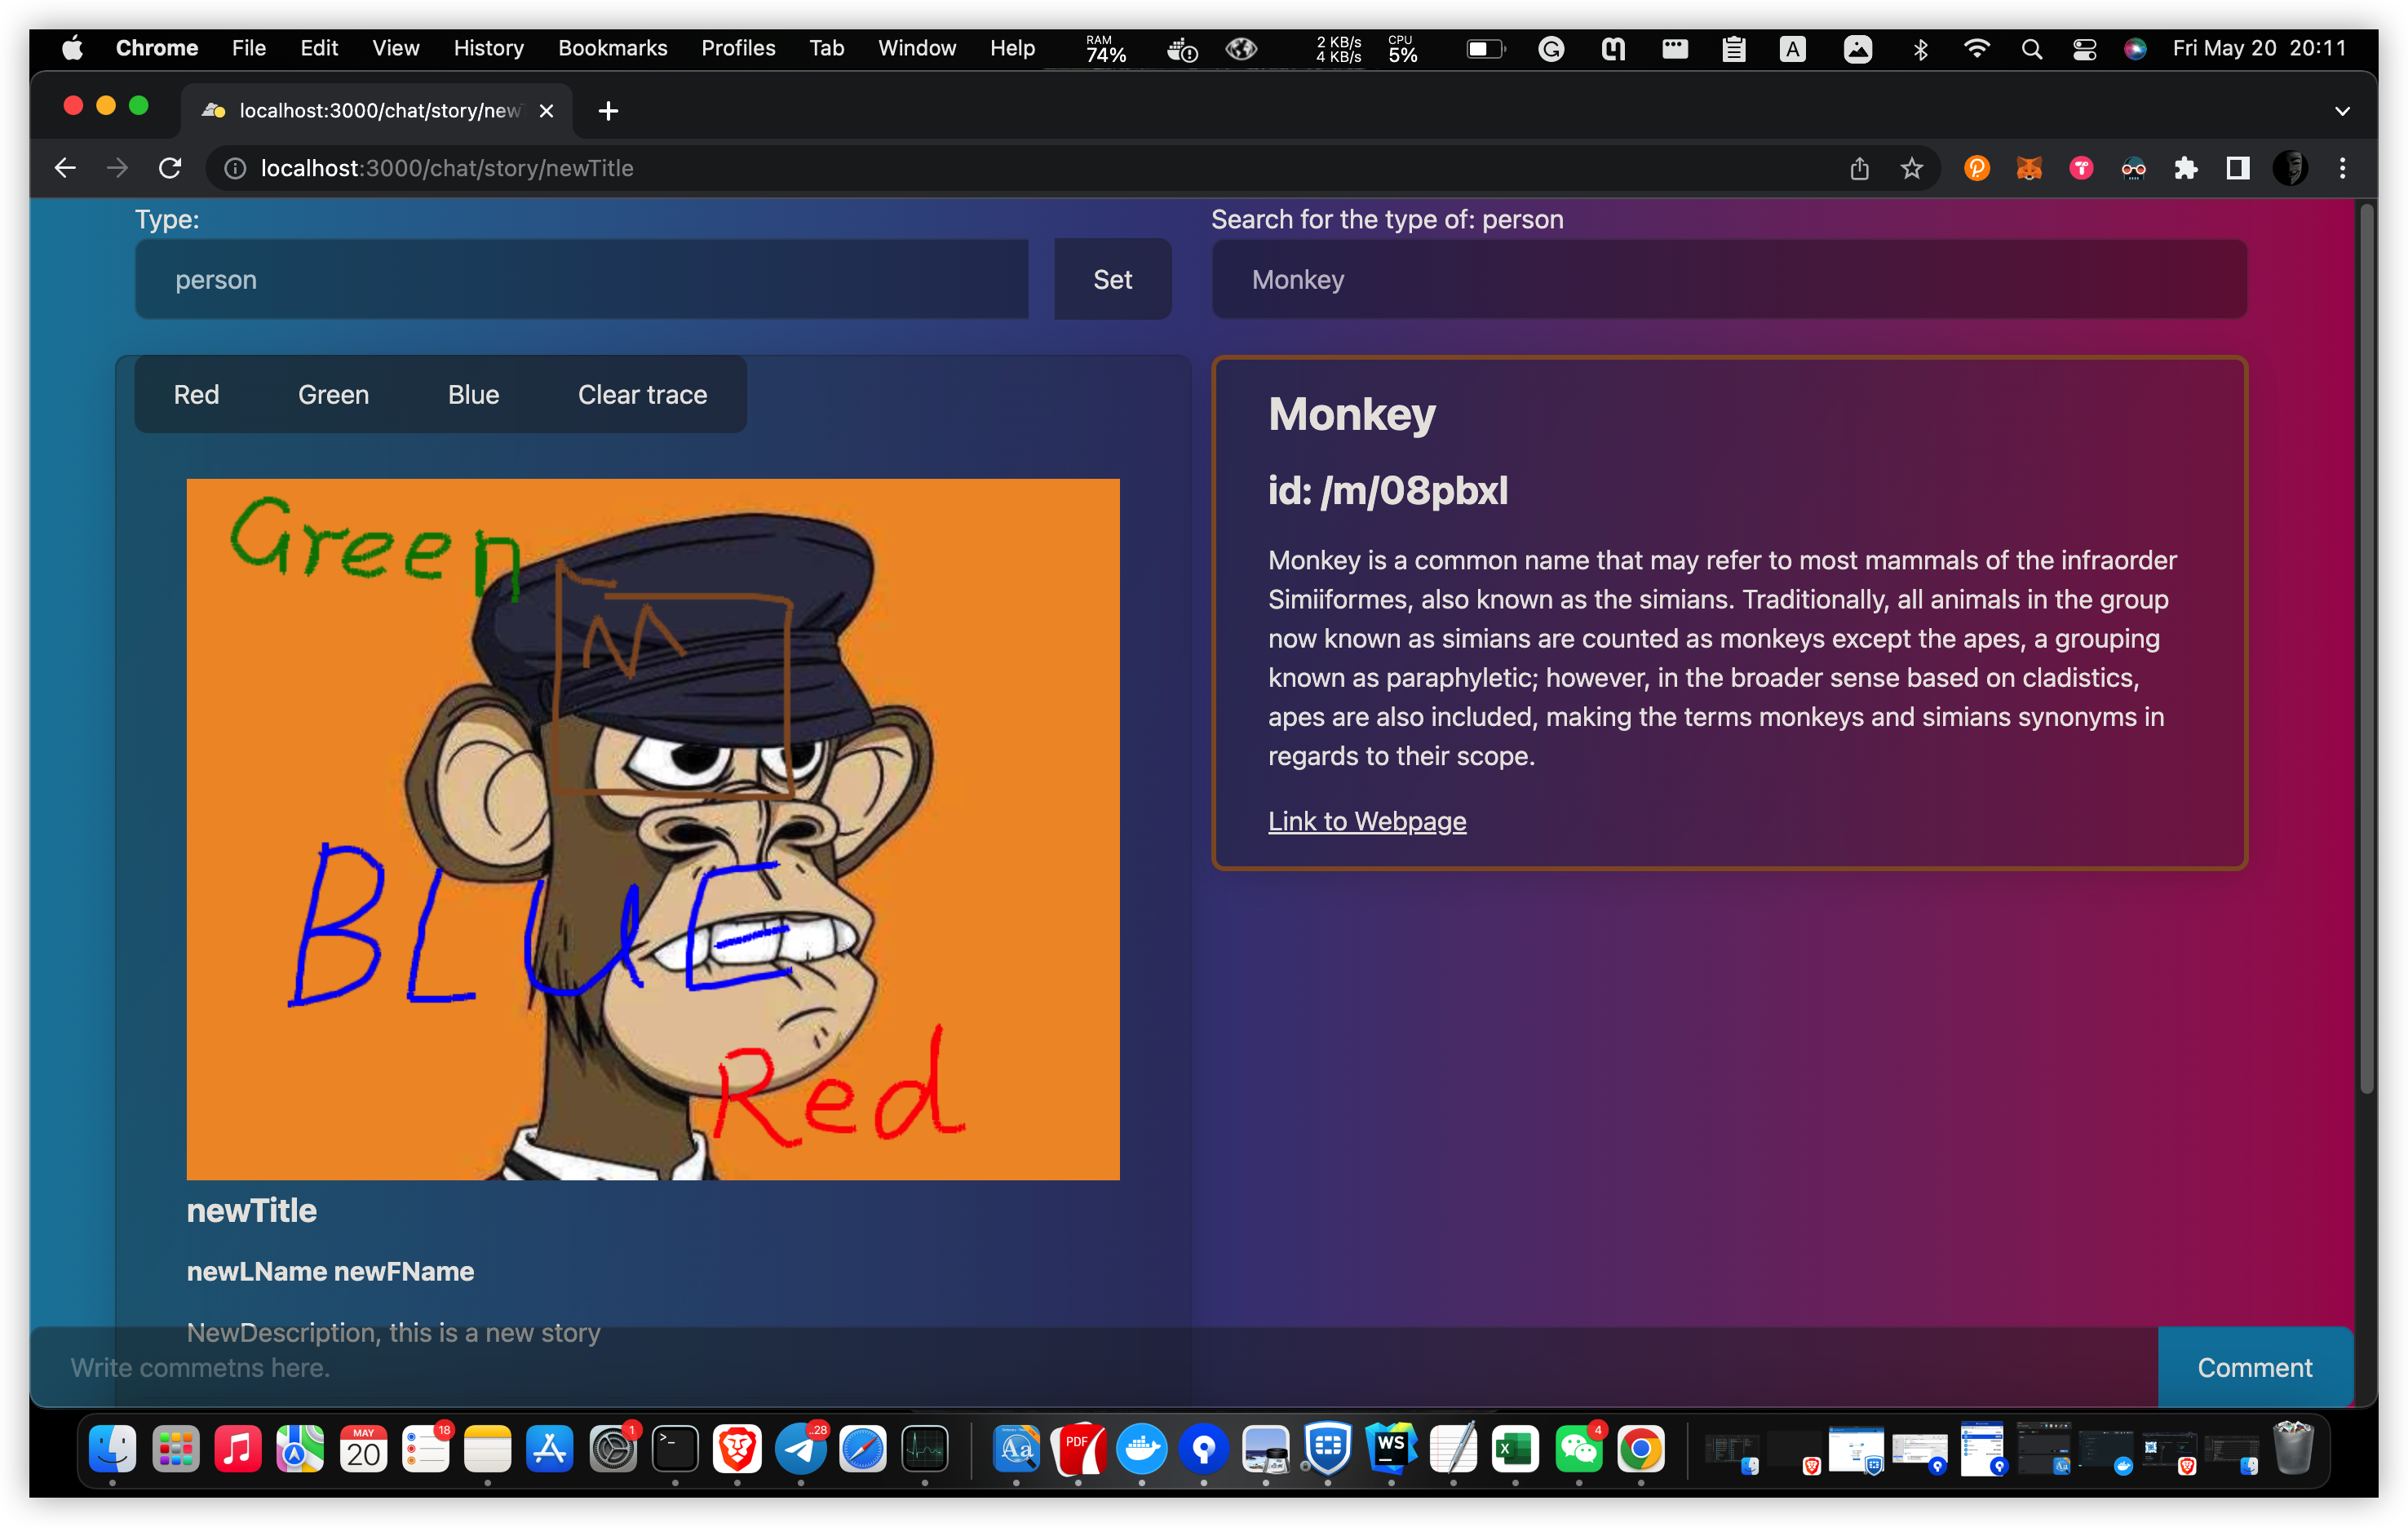 Chrome File Edit View History Bookmarks Profiles Tab Window Help RAM 74% 2 KB/s 4 KB/s CPU 5% A Fri May 20 20:11
localhost:3000/chat/story/new
localhost:3000/chat/story/newTitle
Type:
person
Set
Search for the type of: person
Monkey
Red Green Blue Clear trace
Green
M
BLUE
Red
newTitle
newLName newFName
NewDescription, this is a new story
Monkey
id: /m/08pbxl
Monkey is a common name that may refer to most mammals of the infraorder
Simiiformes, also known as the simians. Traditionally, all animals in the group
now known as simians are counted as monkeys except the apes, a grouping
known as paraphyletic; however, in the broader sense based on cladistics,
apes are also included, making the terms monkeys and simians synonyms in
regards to their scope.
Link to Webpage
Write commetns here.
Comment
MAY 20 18 1 ..28 Aa PDF WS X 4